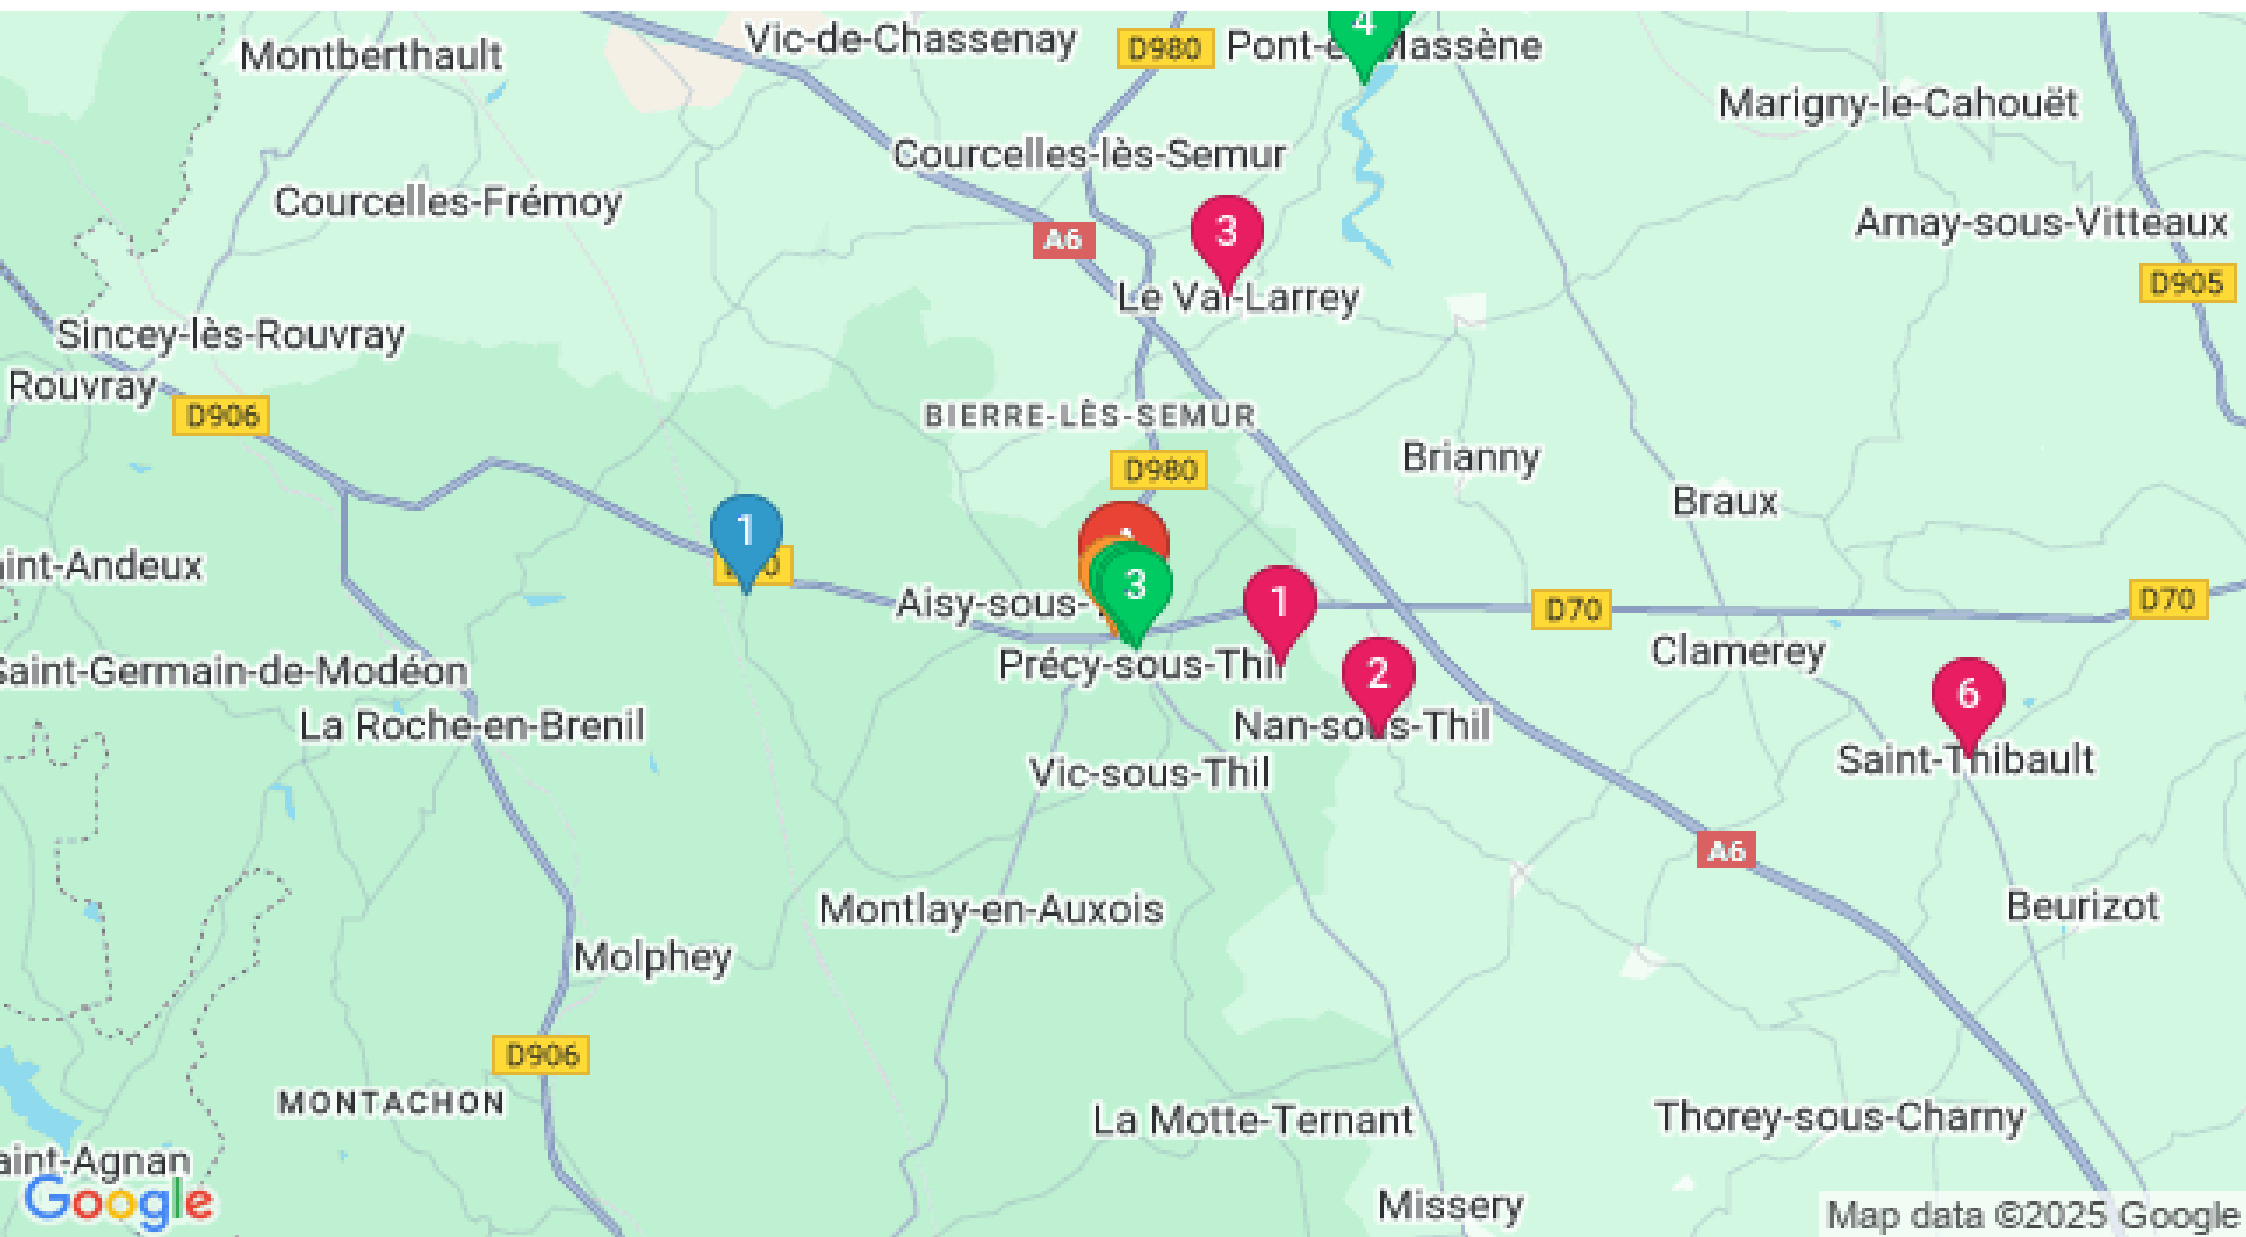 4
Vic-de-Chassenay
D980
Montberthault
Marigny-le-Cahouët
Courcelles-lès-Semur
Courcelles-Frémoy
Arnay-sous-Vitteaux
3
A6
D905
Le Val-Larrey
Sincey-lès-Rouvray
Rouvray
D906
BIERRE-LÈS-SEMUR
Brianny
D980
Braux
1
3
1
D70
D70
Clamerey
Précy-sous-Thil
2
La Roche-en-Brenil
Nan-sous-Thil
6
Saint-Thibault
Vic-sous-Thil
A6
Montlay-en-Auxois
Beurizot
Molphey
D906
MONTACHON
La Motte-Ternant
Thorey-sous-Charny
Missery
Google
Map data ©2025 Google